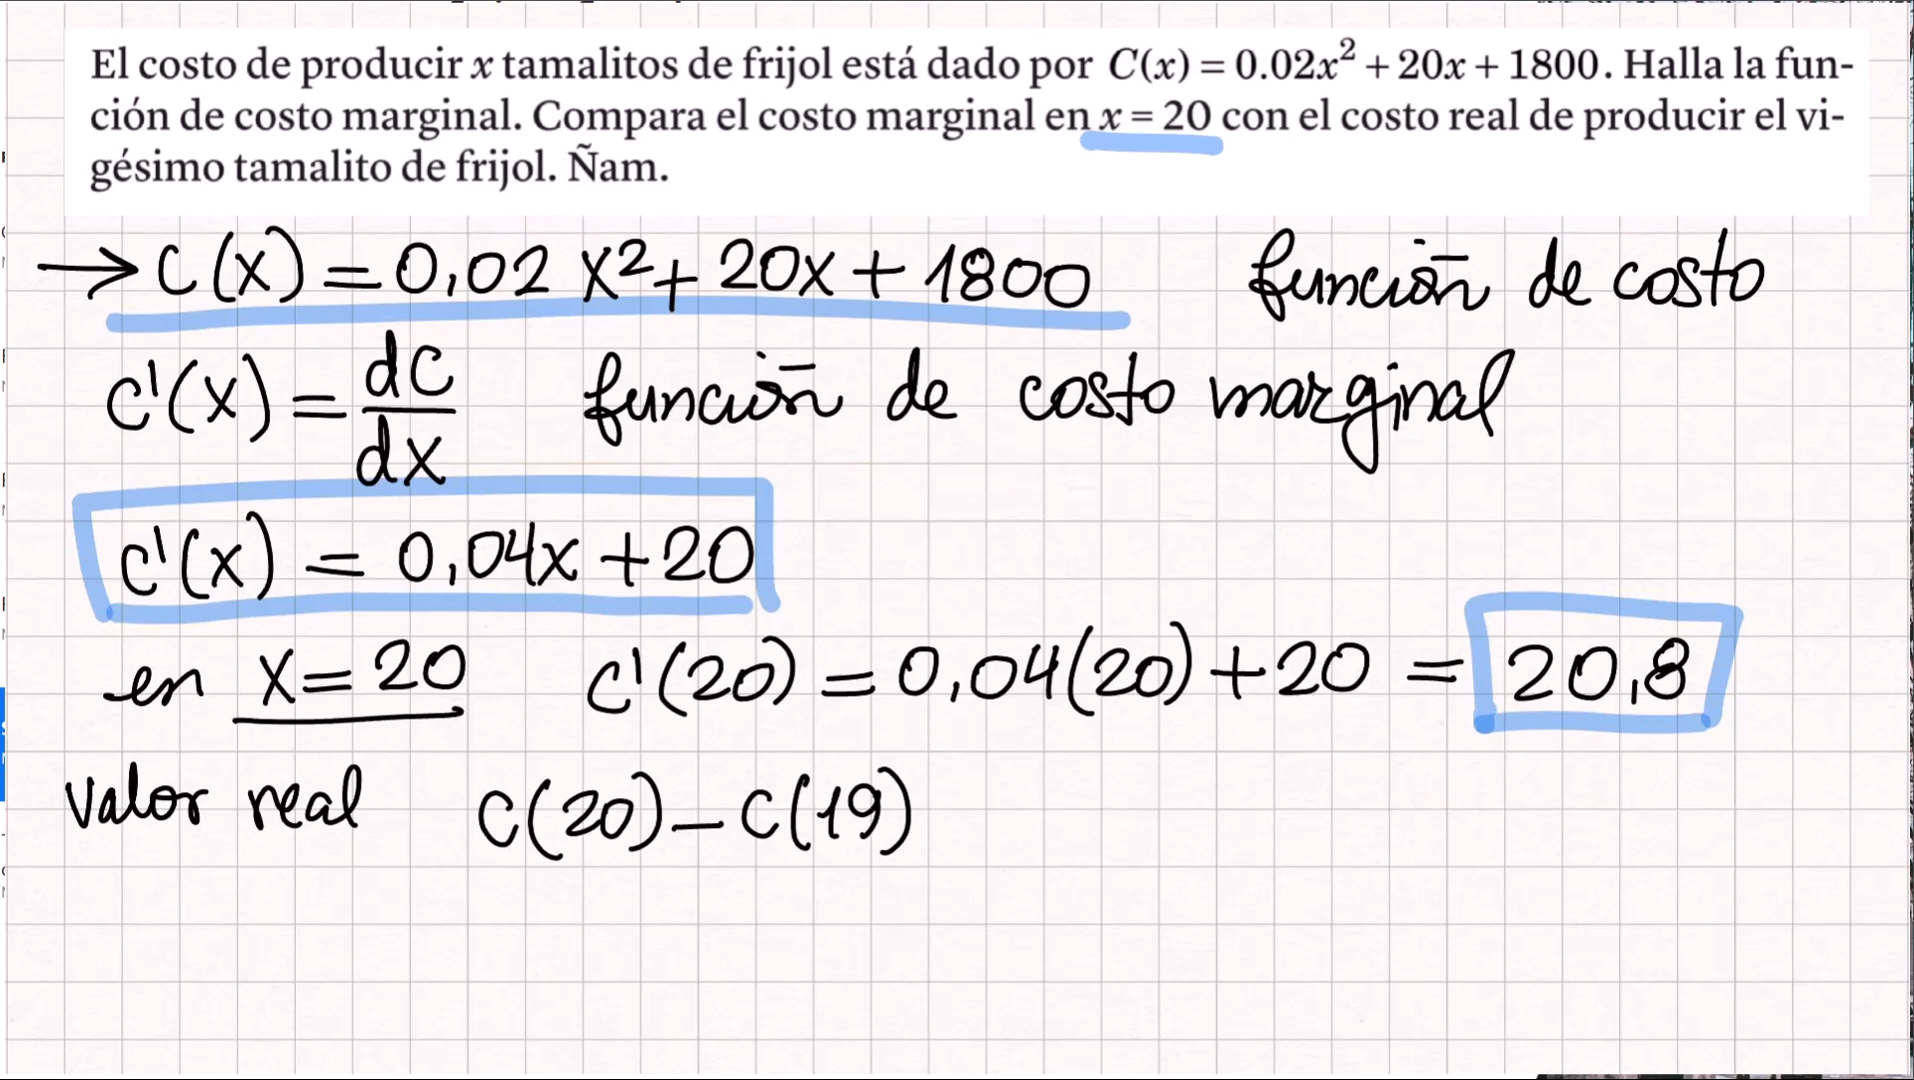 El costo de producir x tamalitos de frijol está dado por C(x) = 0.02x² + 20x + 1800. Halla la fun-
ción de costo marginal. Compara el costo marginal en x = 20 con el costo real de producir el vi-
gésimo tamalito de frijol. Ñam.
→ C(x) = 0,02 x² + 20x + 1800 función de costo
C'(x) = dC/dx función de costo marginal
C'(x) = 0,04x + 20
en x = 20 C'(20) = 0,04(20) + 20 = 20,8
valor real C(20) - C(19)